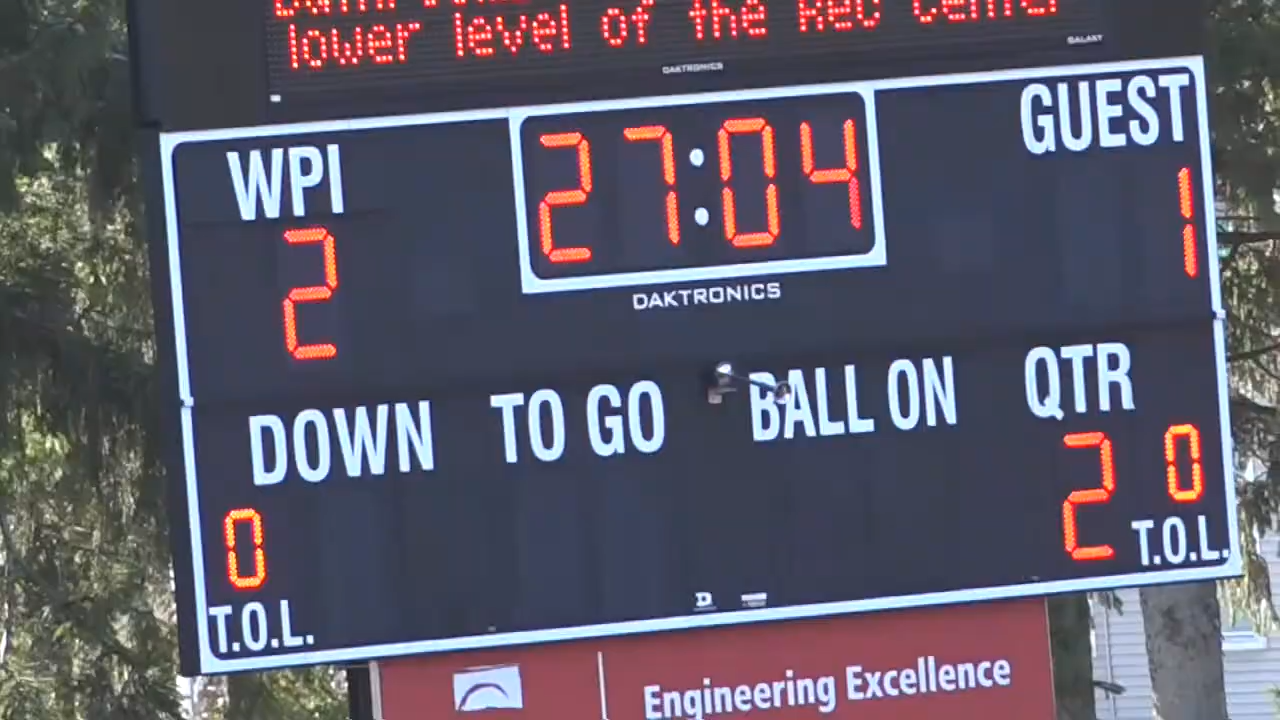 lower level of the Rec Center
GALAXY
DAKTRONICS
WPI 27:04 GUEST
2 1
DAKTRONICS
DOWN TO GO BALL ON QTR
0 2 0
T.O.L. T.O.L.
Engineering Excellence